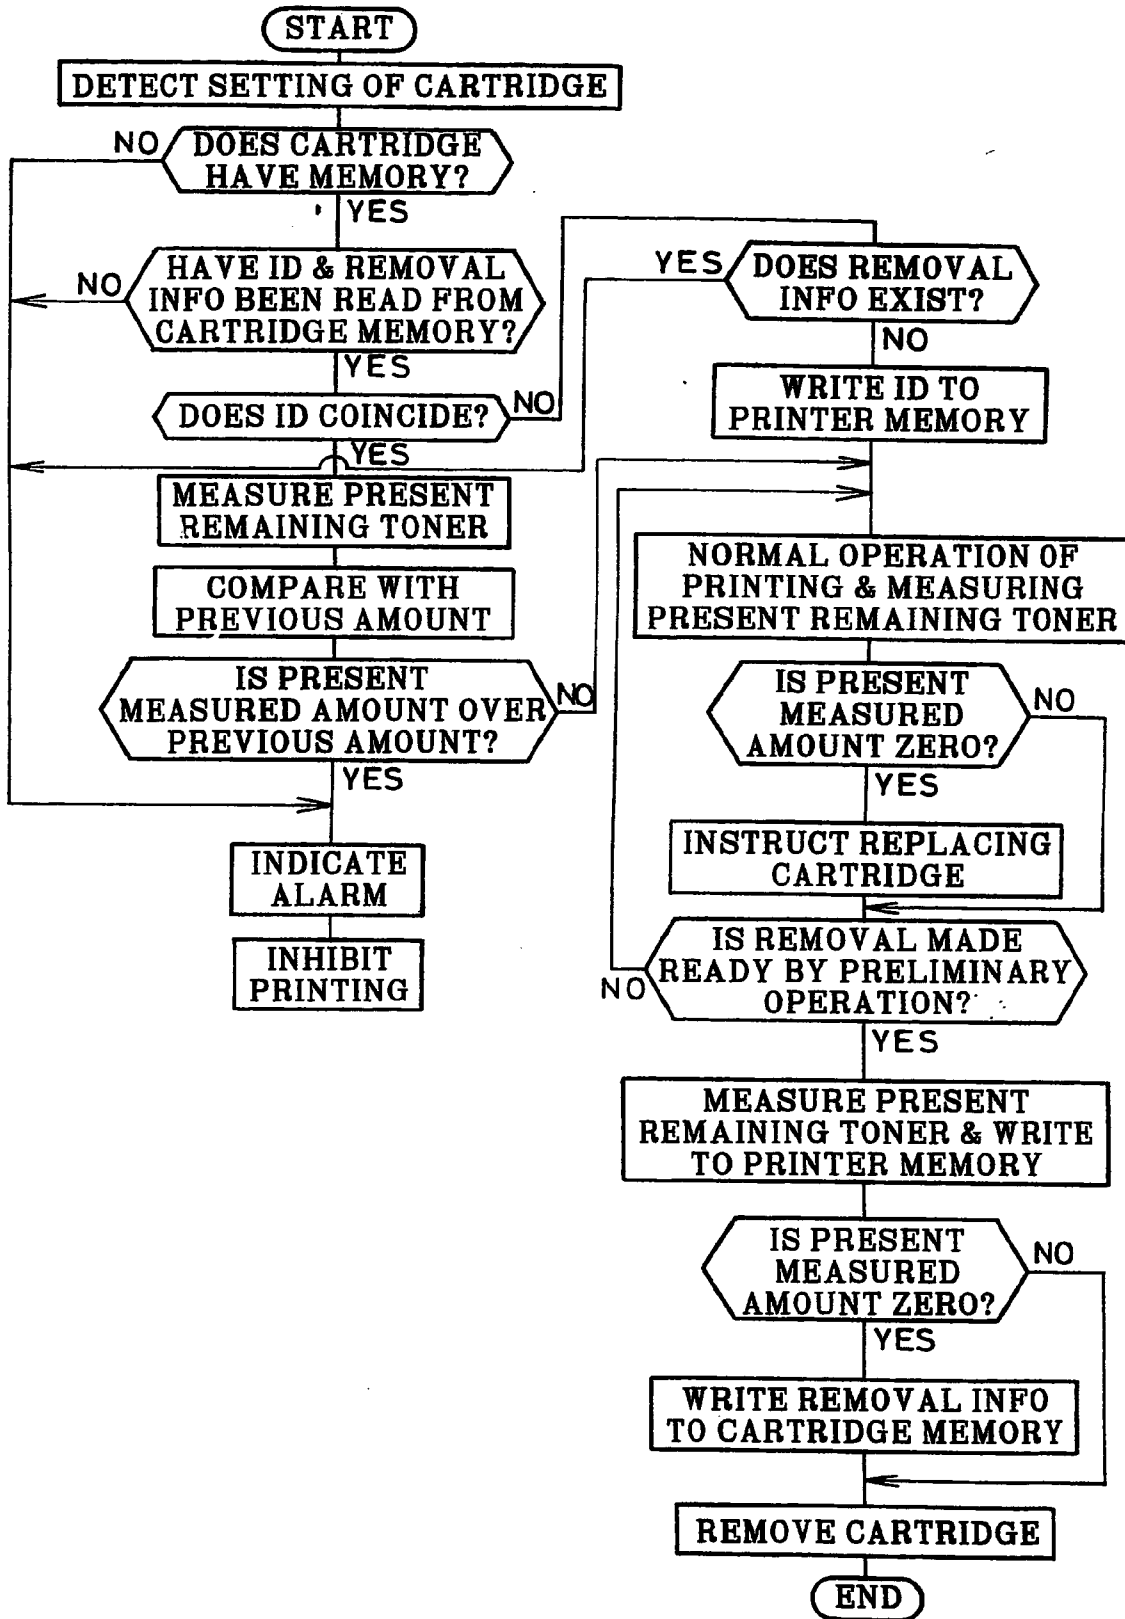 START
DETECT SETTING OF CARTRIDGE
NO
DOES CARTRIDGE
HAVE MEMORY?
YES
NO
HAVE ID & REMOVAL
INFO BEEN READ FROM
CARTRIDGE MEMORY?
YES
DOES ID COINCIDE?
NO
YES
MEASURE PRESENT
REMAINING TONER
COMPARE WITH
PREVIOUS AMOUNT
IS PRESENT
MEASURED AMOUNT OVER
PREVIOUS AMOUNT?
NO
YES
INDICATE
ALARM
INHIBIT
PRINTING
YES
DOES REMOVAL
INFO EXIST?
NO
WRITE ID TO
PRINTER MEMORY
NORMAL OPERATION OF
PRINTING & MEASURING
PRESENT REMAINING TONER
IS PRESENT
MEASURED
AMOUNT ZERO?
NO
YES
INSTRUCT REPLACING
CARTRIDGE
IS REMOVAL MADE
READY BY PRELIMINARY
OPERATION?
NO
YES
MEASURE PRESENT
REMAINING TONER & WRITE
TO PRINTER MEMORY
IS PRESENT
MEASURED
AMOUNT ZERO?
NO
YES
WRITE REMOVAL INFO
TO CARTRIDGE MEMORY
REMOVE CARTRIDGE
END